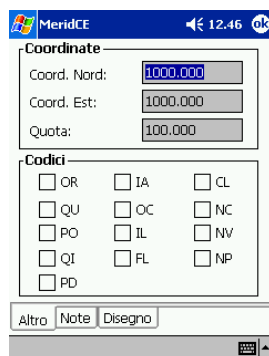 MeridCE 12.46 ok
Coordinate
Coord. Nord: 1000.000
Coord. Est: 1000.000
Quota: 100.000
Codici
OR IA CL
QU OC NC
PO IL NV
QI FL NP
PD
Altro Note Disegno